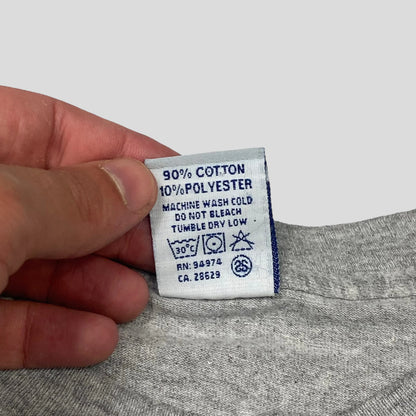 90% COTTON
10% POLYESTER
MACHINE WASH COLD
DO NOT BLEACH
TUMBLE DRY LOW
30°C
RN: 94974
CA. 28629